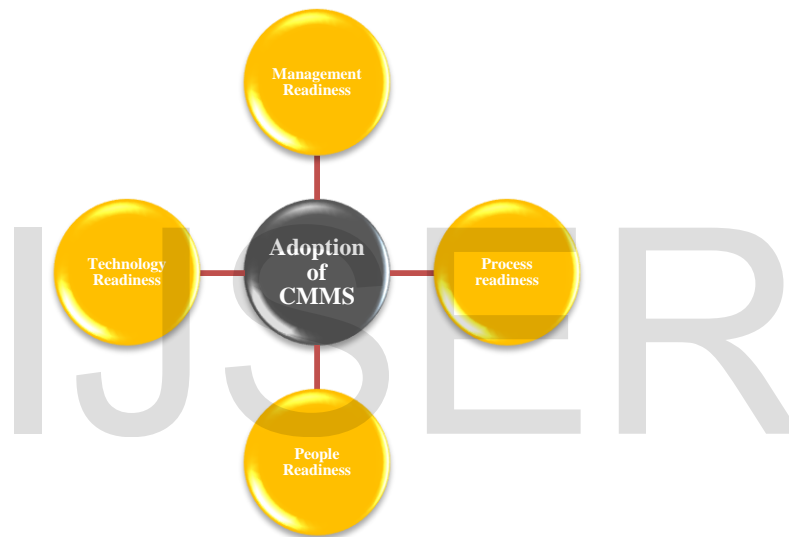 Management
Readiness
Technology
Readiness
Adoption
of
CMMS
Process
readiness
People
Readiness
IJSER